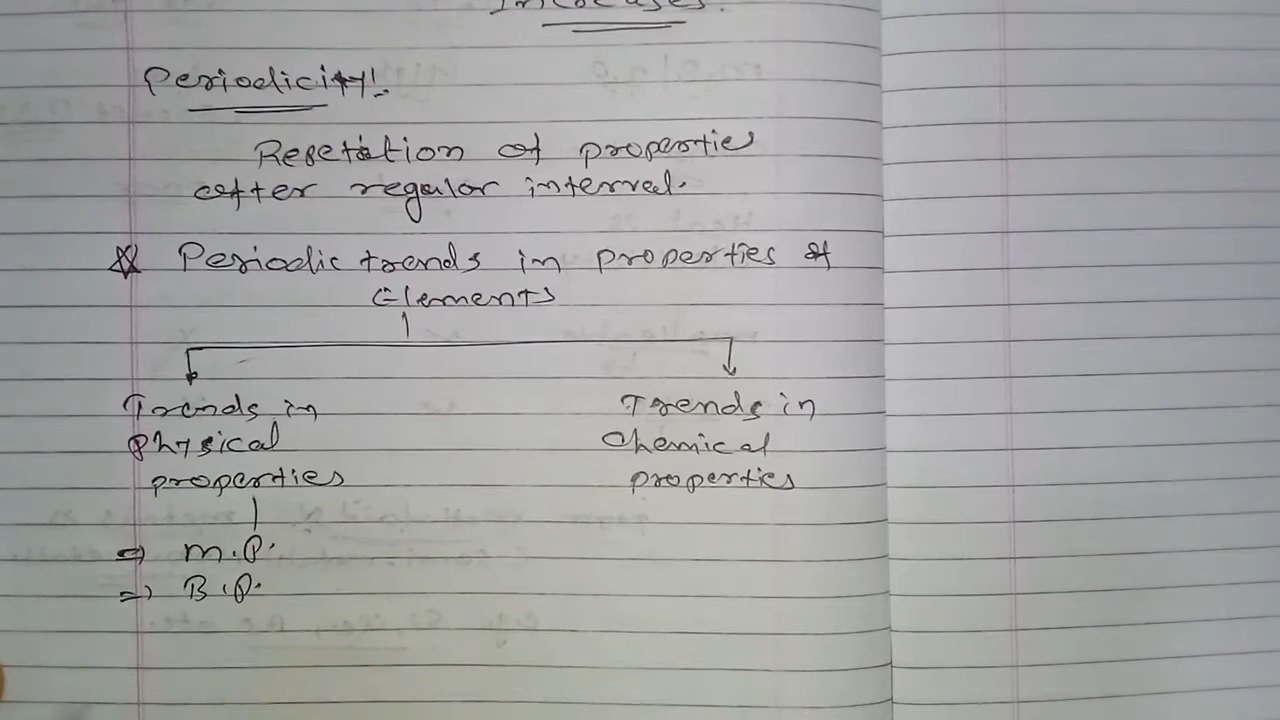 Increases.
Periodicity:
Repetition of properties
after regular interval.
☆ Periodic trends in properties of
Elements
Trends in
Physical
properties
⇒ m.p.
⇒ B.p.
Trends in
Chemical
properties